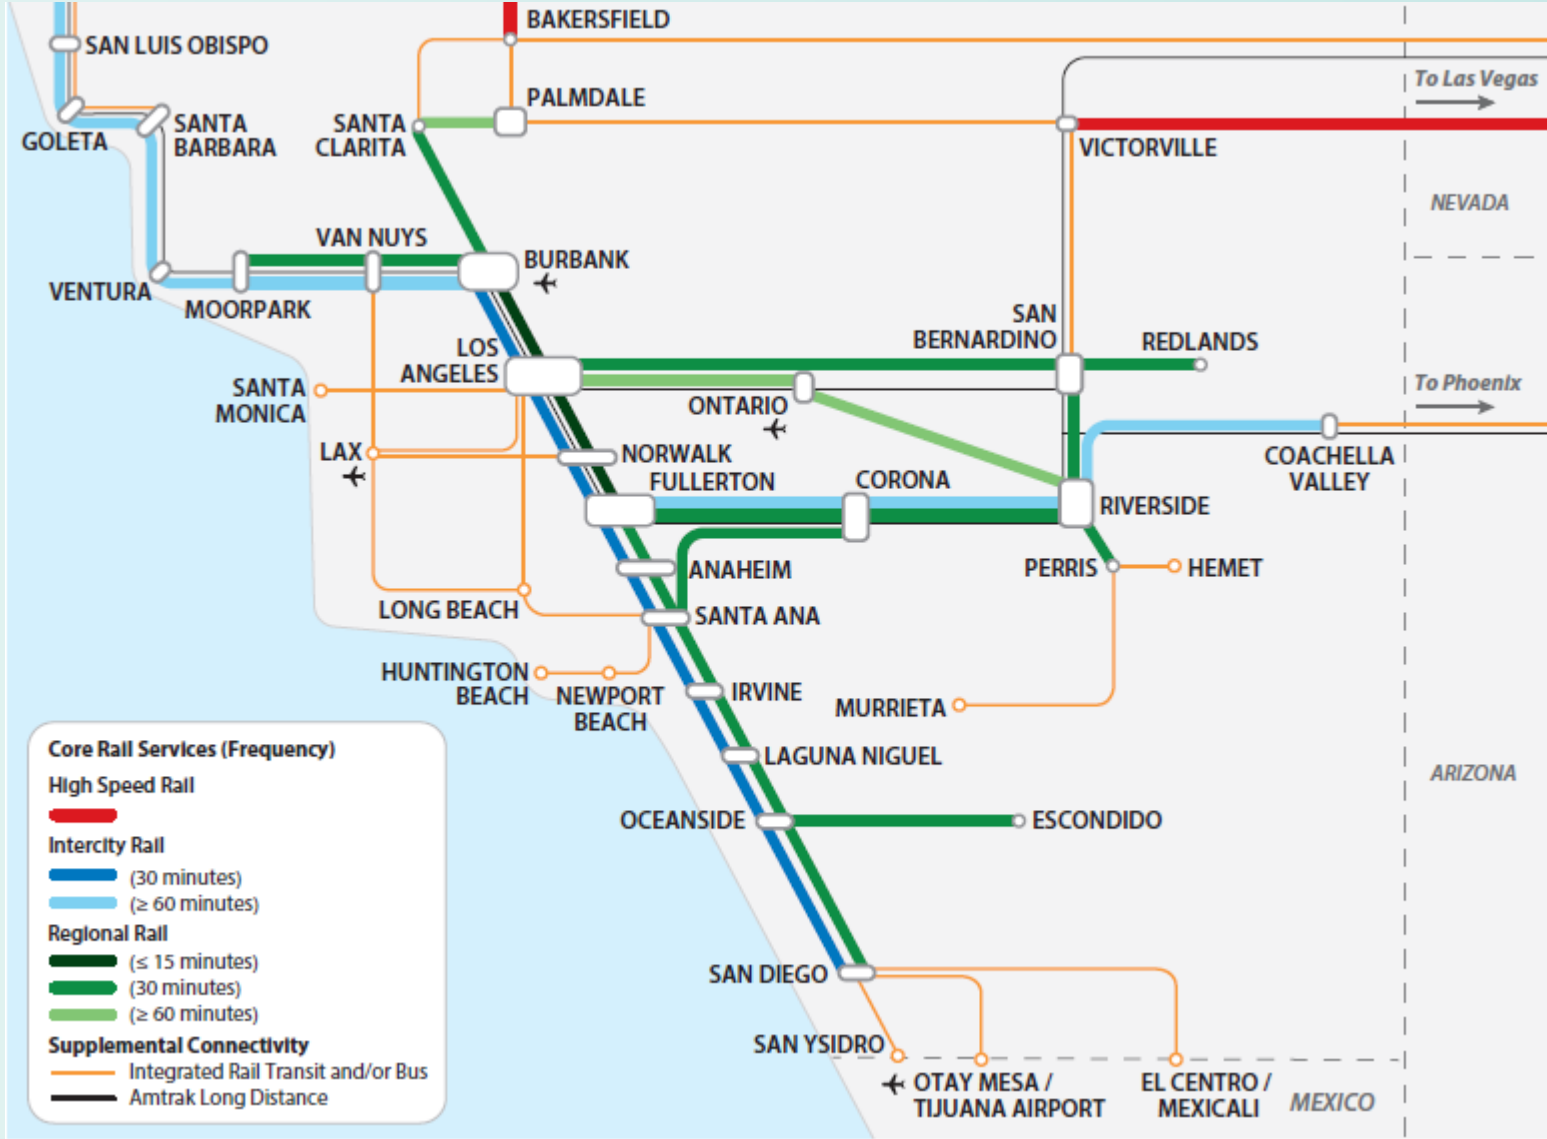 BAKERSFIELD
SAN LUIS OBISPO
To Las Vegas
PALMDALE
GOLETA
SANTA
BARBARA
SANTA
CLARITA
VICTORVILLE
NEVADA
VAN NUYS
BURBANK
VENTURA
MOORPARK
SAN
BERNARDINO
REDLANDS
LOS
ANGELES
SANTA
MONICA
ONTARIO
To Phoenix
LAX
NORWALK
COACHELLA
VALLEY
FULLERTON
CORONA
RIVERSIDE
ANAHEIM
PERRIS
HEMET
LONG BEACH
SANTA ANA
HUNTINGTON
BEACH
NEWPORT
BEACH
IRVINE
MURRIETA
LAGUNA NIGUEL
ARIZONA
OCEANSIDE
ESCONDIDO
SAN DIEGO
SAN YSIDRO
OTAY MESA /
TIJUANA AIRPORT
EL CENTRO /
MEXICALI
MEXICO
Core Rail Services (Frequency)
High Speed Rail
Intercity Rail
(30 minutes)
(≥ 60 minutes)
Regional Rail
(≤ 15 minutes)
(30 minutes)
(≥ 60 minutes)
Supplemental Connectivity
Integrated Rail Transit and/or Bus
Amtrak Long Distance